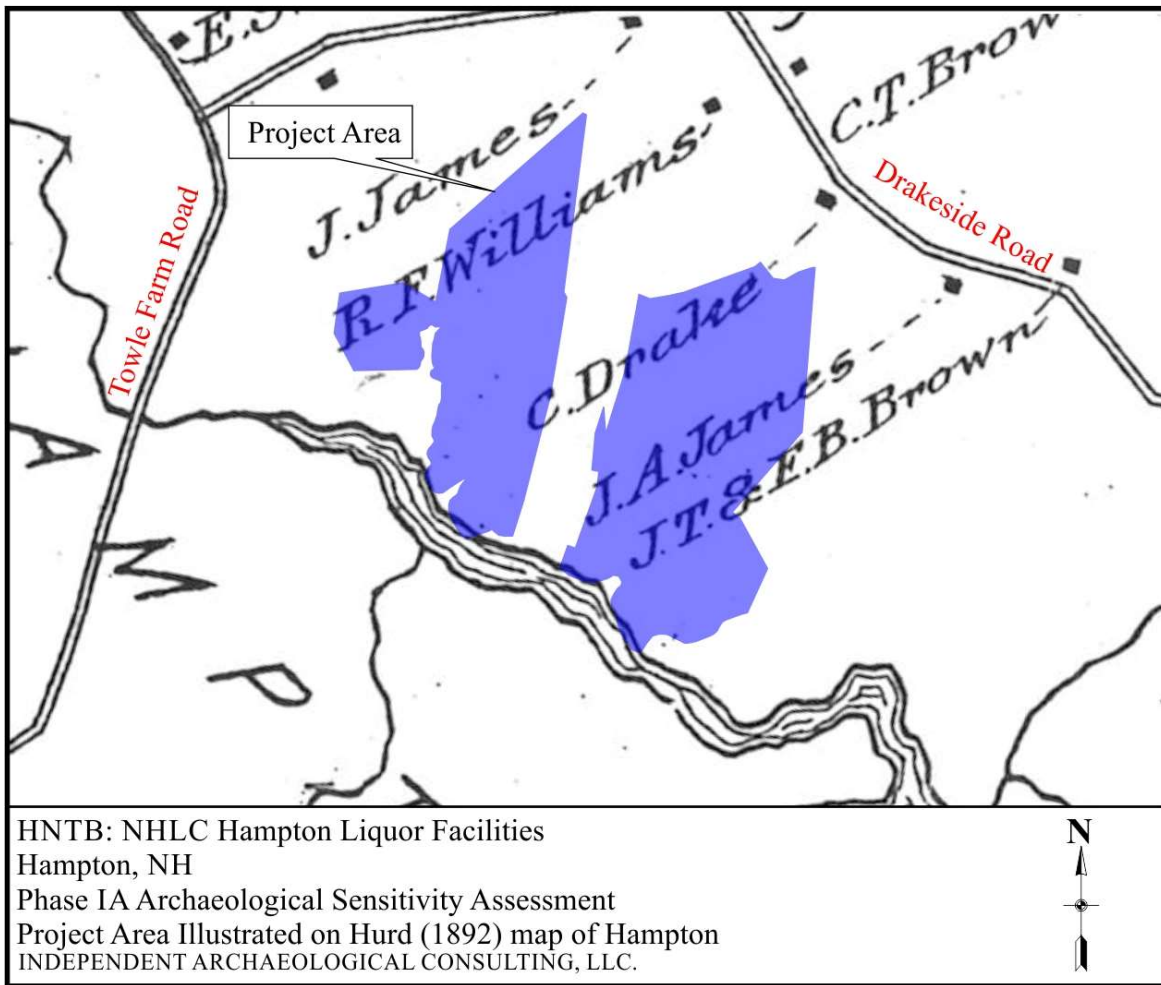 E.S
Project Area
J. James
R. F. Williams
C. T. Brow
Drakeside Road
Towle Farm Road
C. Drake
J. A. James
J. T. & E. B. Brown
A
M
P
HNTB: NHLC Hampton Liquor Facilities
Hampton, NH
Phase IA Archaeological Sensitivity Assessment
Project Area Illustrated on Hurd (1892) map of Hampton
INDEPENDENT ARCHAEOLOGICAL CONSULTING, LLC.
N